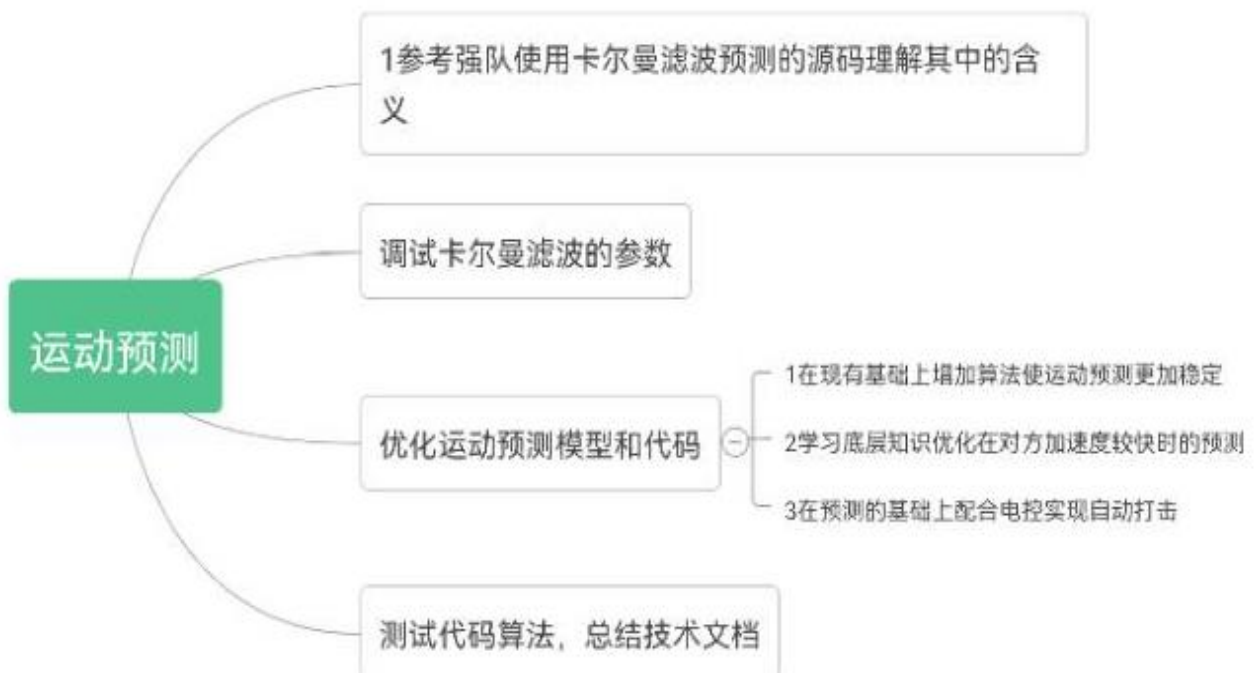 1参考强队使用卡尔曼滤波预测的源码理解其中的含
义
调试卡尔曼滤波的参数
运动预测
优化运动预测模型和代码
1在现有基础上增加算法使运动预测更加稳定
2学习底层知识优化在对方加速度较快时的预测
3在预测的基础上配合电控实现自动打击
测试代码算法，总结技术文档